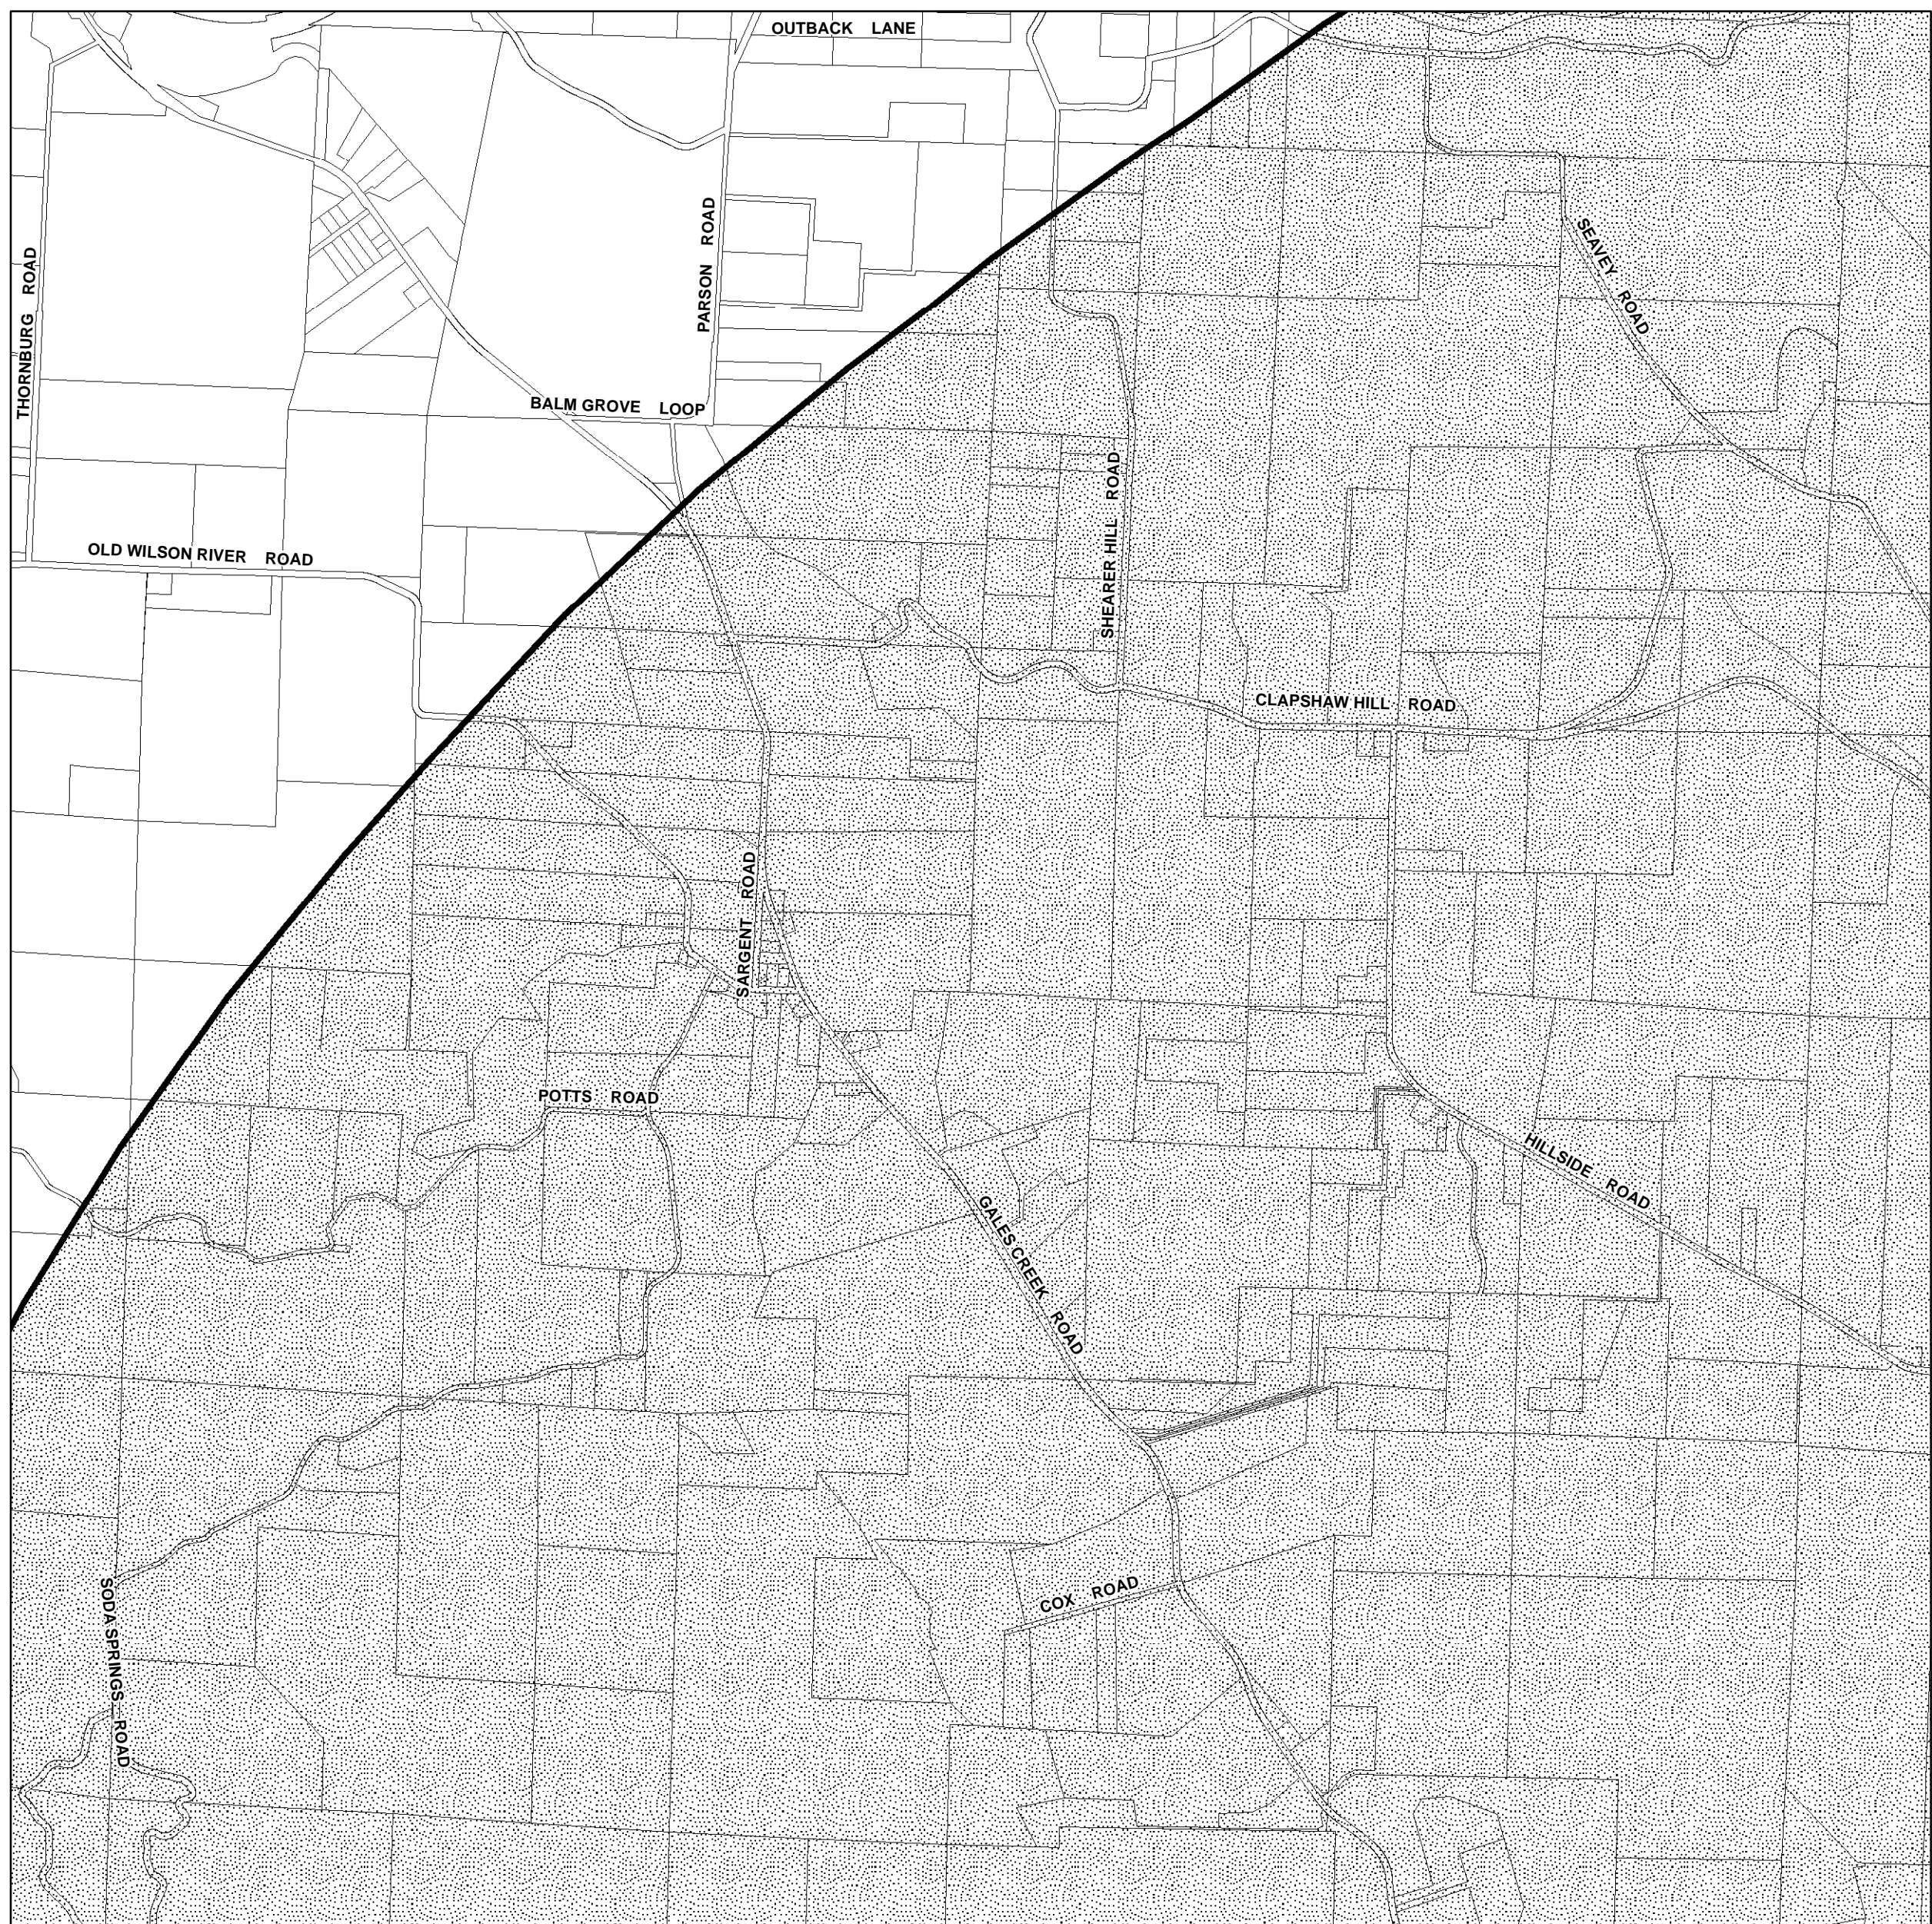 OUTBACK LANE
THORNBURG ROAD
PARSON ROAD
SEAVEY ROAD
BALM GROVE LOOP
SHEARER HILL ROAD
OLD WILSON RIVER ROAD
CLAPSHAW HILL ROAD
SARGENT ROAD
POTTS ROAD
HILLSIDE ROAD
GALES CREEK ROAD
COX ROAD
SODA SPRINGS ROAD